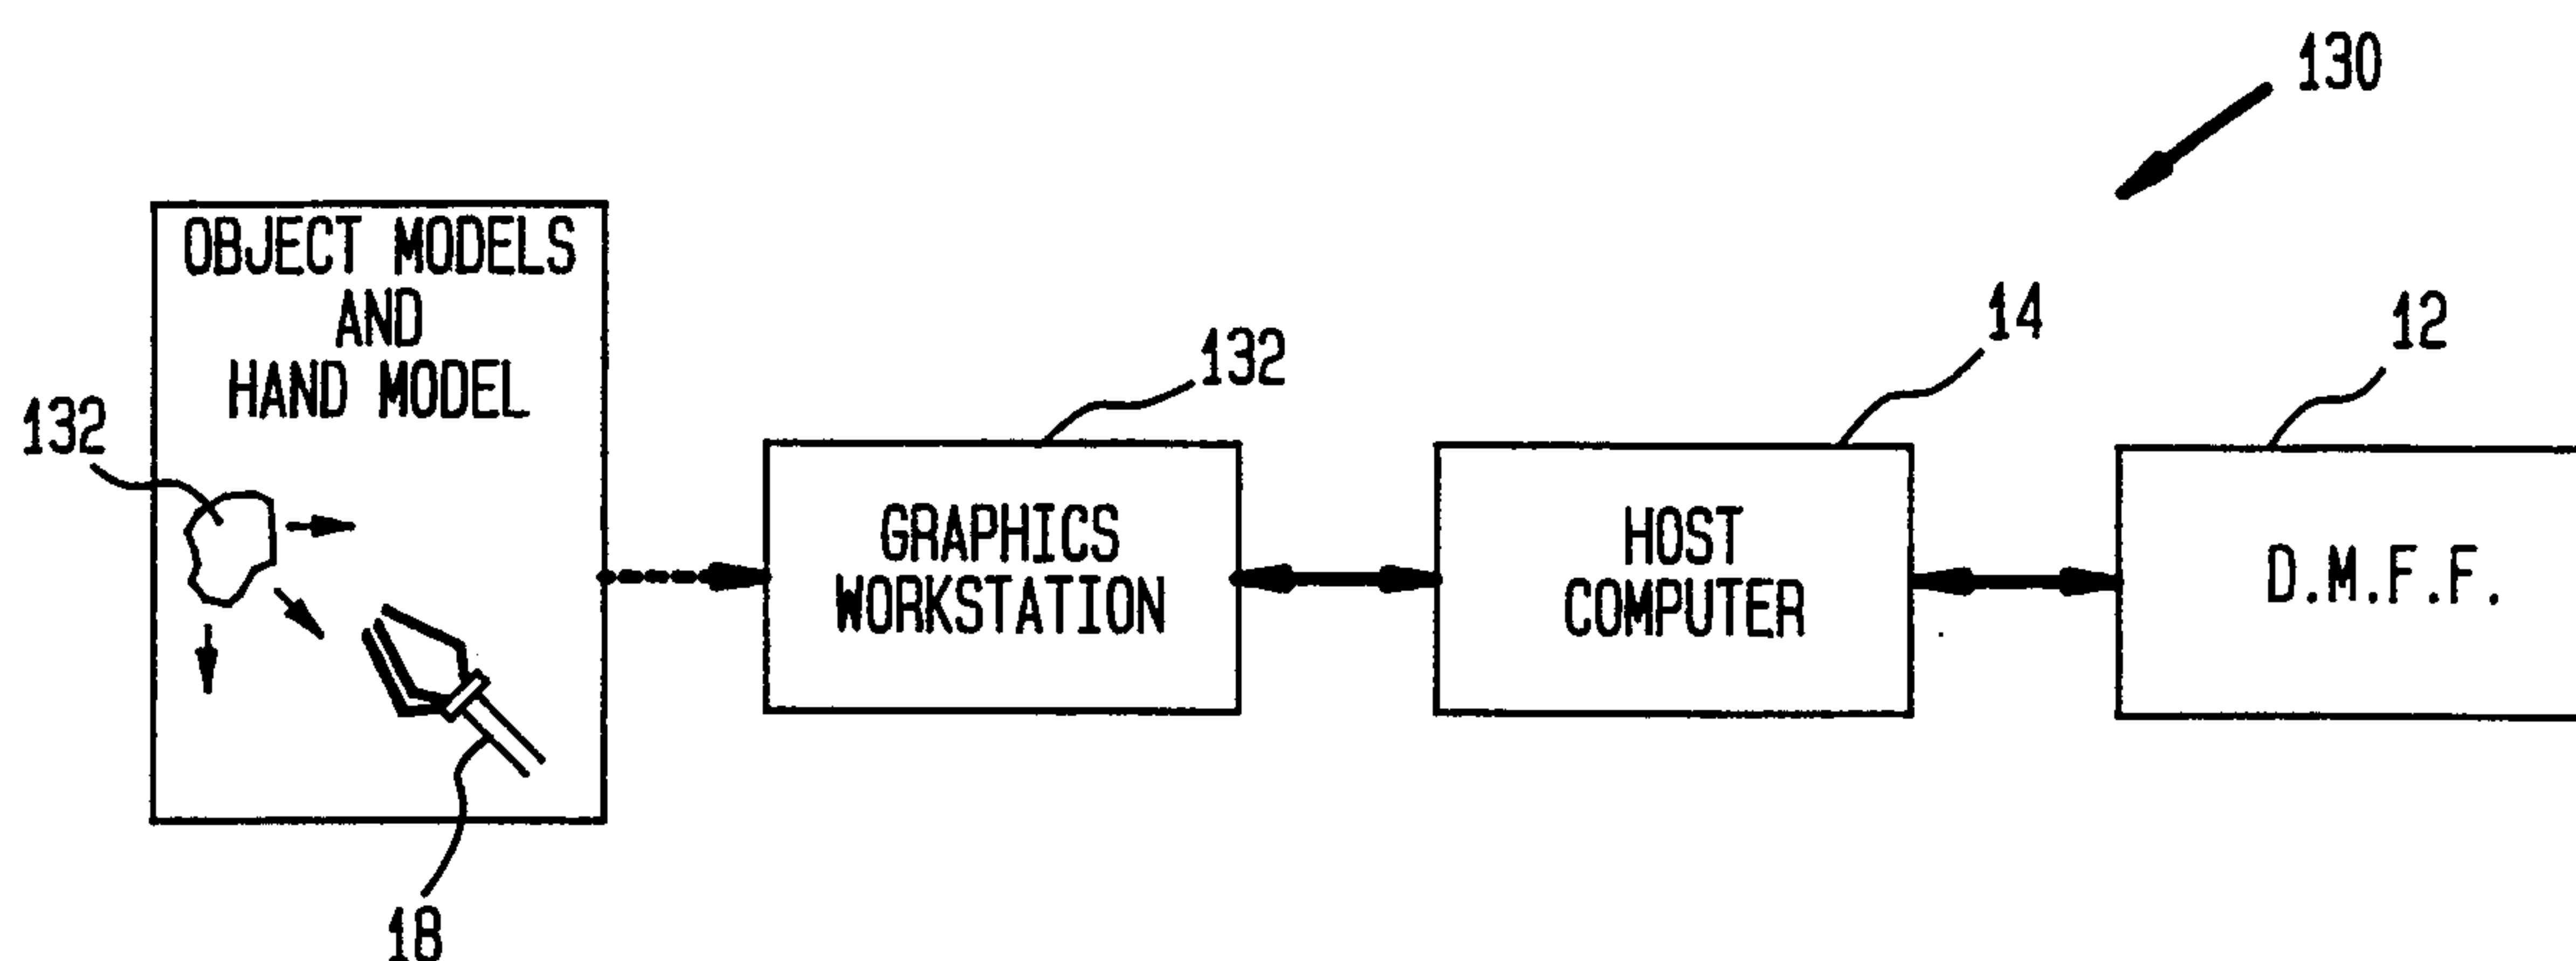 130
OBJECT MODELS
AND
HAND MODEL
132
132
14
12
GRAPHICS
WORKSTATION
HOST
COMPUTER
D.M.F.F.
18